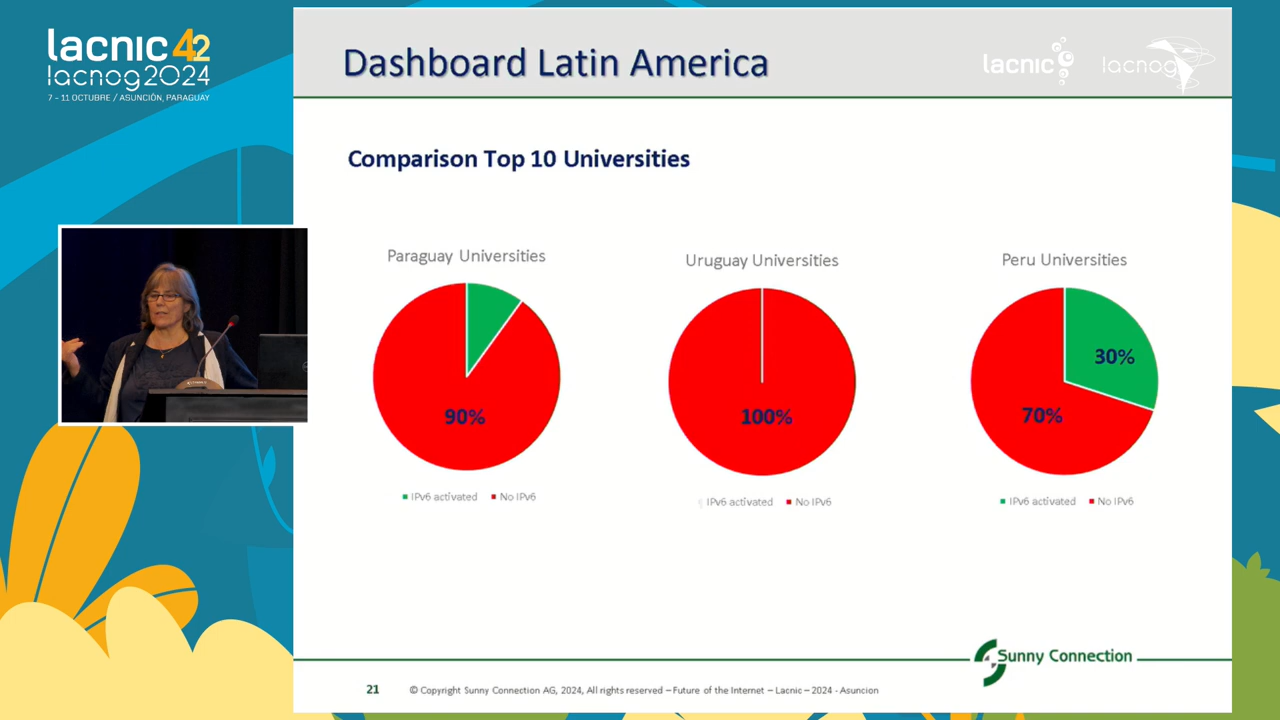 lacnic 42
lacnog2024
7 - 11 OCTUBRE / ASUNCIÓN, PARAGUAY
Dashboard Latin America
lacnic
lacnog
Comparison Top 10 Universities
Paraguay Universities
90%
IPv6 activated No IPv6
Uruguay Universities
100%
IPv6 activated No IPv6
Peru Universities
30%
70%
IPv6 activated No IPv6
Sunny Connection
21 © Copyright Sunny Connection AG, 2024, All rights reserved – Future of the Internet – Lacnic – 2024 - Asuncion